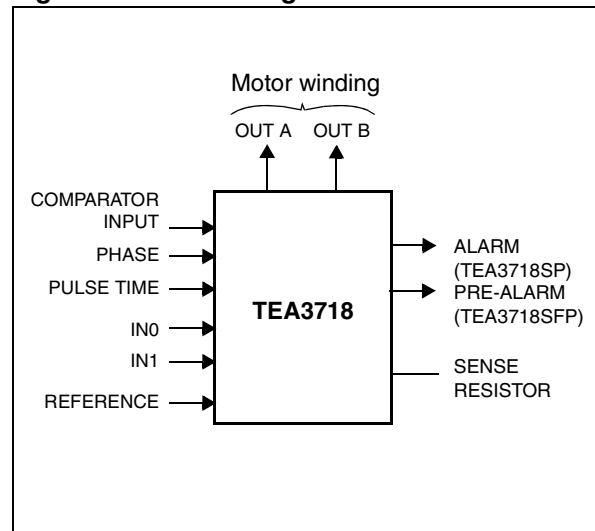 Motor winding
OUT A OUT B
COMPARATOR
INPUT
PHASE
PULSE TIME
IN0
IN1
REFERENCE
TEA3718
ALARM
(TEA3718SP)
PRE-ALARM
(TEA3718SFP)
SENSE
RESISTOR